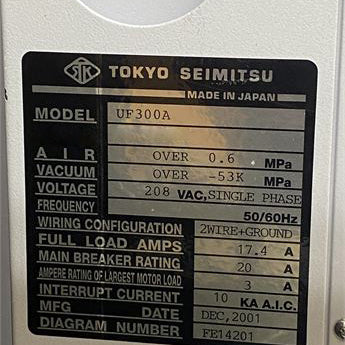 TSK TOKYO SEIMITSU
MADE IN JAPAN
MODEL UF300A
AIR OVER 0.6 MPa
VACUUM OVER -53K MPa
VOLTAGE 208 VAC,SINGLE PHASE
FREQUENCY 50/60Hz
WIRING CONFIGURATION 2WIRE+GROUND
FULL LOAD AMPS 17.4 A
MAIN BREAKER RATING 20 A
AMPERE RATING OF LARGEST MOTOR LOAD 3 A
INTERRUPT CURRENT 10 KA A.I.C.
MFG DATE DEC,2001
DIAGRAM NUMBER FE14201